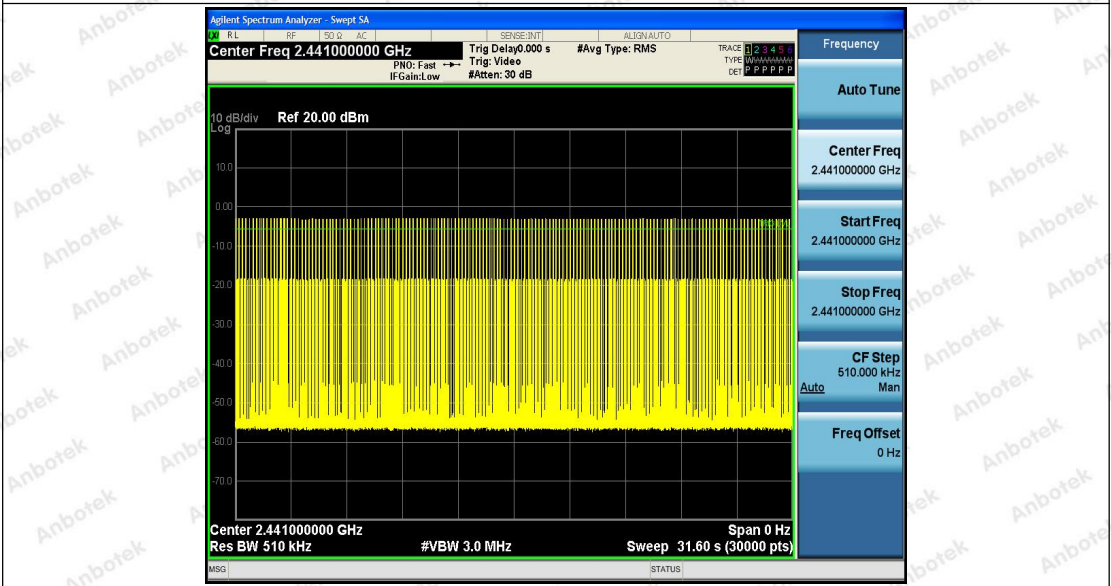 Agilent Spectrum Analyzer - Swept SA
RL RF 50 Ω AC SENSE:INT ALIGNAUTO
Center Freq 2.441000000 GHz
PNO: Fast
IFGain:Low
Trig Delay0.000 s
Trig: Video
#Atten: 30 dB
#Avg Type: RMS
TRACE 1 2 3 4 5 6
TYPE
DET P P P P P P
10 dB/div
Log
Ref 20.00 dBm
10.0
0.00
-10.0
-20.0
-30.0
-40.0
-50.0
-60.0
-70.0
Center 2.441000000 GHz
Span 0 Hz
Res BW 510 kHz
#VBW 3.0 MHz
Sweep 31.60 s (30000 pts)
MSG
STATUS
Frequency
Auto Tune
Center Freq
2.441000000 GHz
Start Freq
2.441000000 GHz
Stop Freq
2.441000000 GHz
CF Step
510.000 kHz
Auto Man
Freq Offset
0 Hz
Anbotek